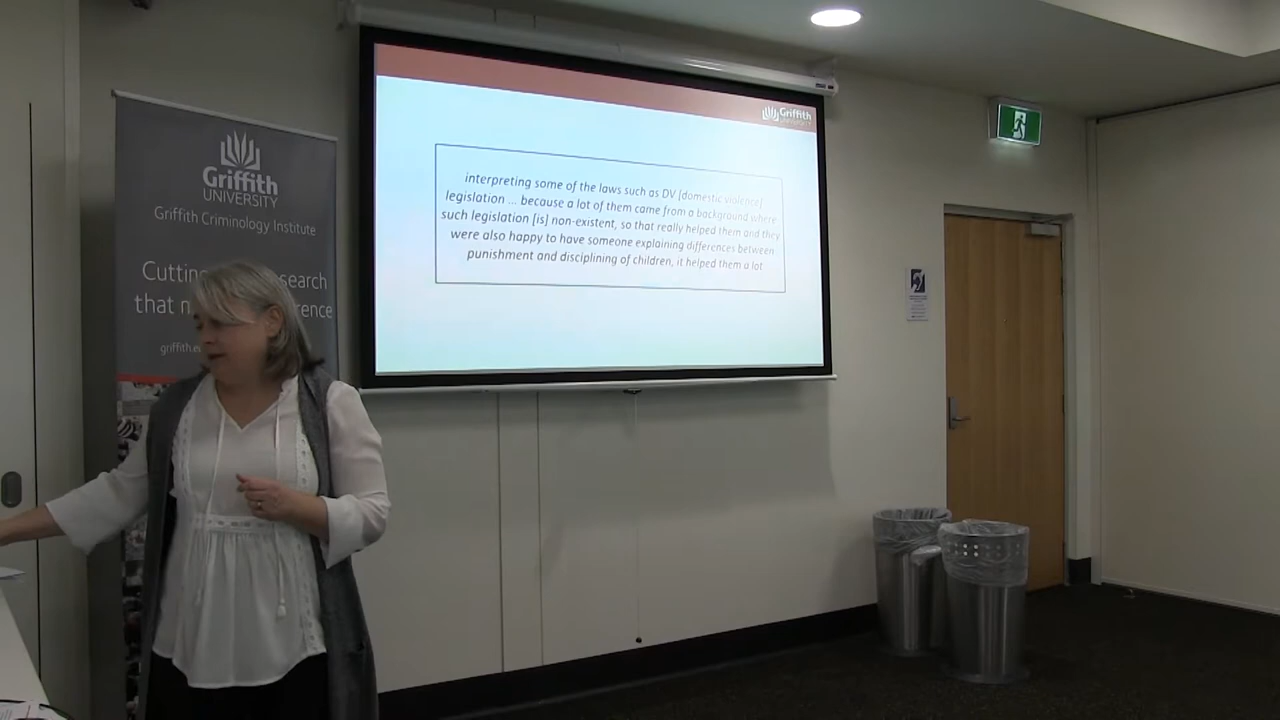 Griffith
UNIVERSITY
Griffith Criminology Institute
Cutting search
that rence
griffith.e
Griffith
UNIVERSITY
interpreting some of the laws such as DV [domestic violence]
legislation ... because a lot of them came from a background where
such legislation [is] non-existent, so that really helped them and they
were also happy to have someone explaining differences between
punishment and disciplining of children, it helped them a lot